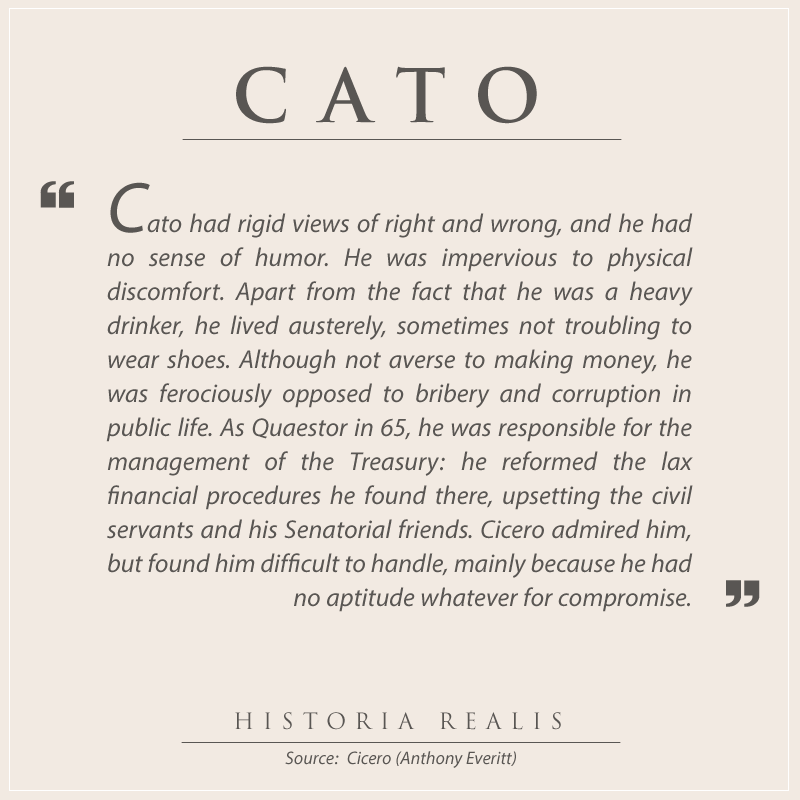 CATO
“ Cato had rigid views of right and wrong, and he had
no sense of humor. He was impervious to physical
discomfort. Apart from the fact that he was a heavy
drinker, he lived austerely, sometimes not troubling to
wear shoes. Although not averse to making money, he
was ferociously opposed to bribery and corruption in
public life. As Quaestor in 65, he was responsible for the
management of the Treasury: he reformed the lax
financial procedures he found there, upsetting the civil
servants and his Senatorial friends. Cicero admired him,
but found him difficult to handle, mainly because he had
no aptitude whatever for compromise. ”
HISTORIA REALIS
Source: Cicero (Anthony Everitt)